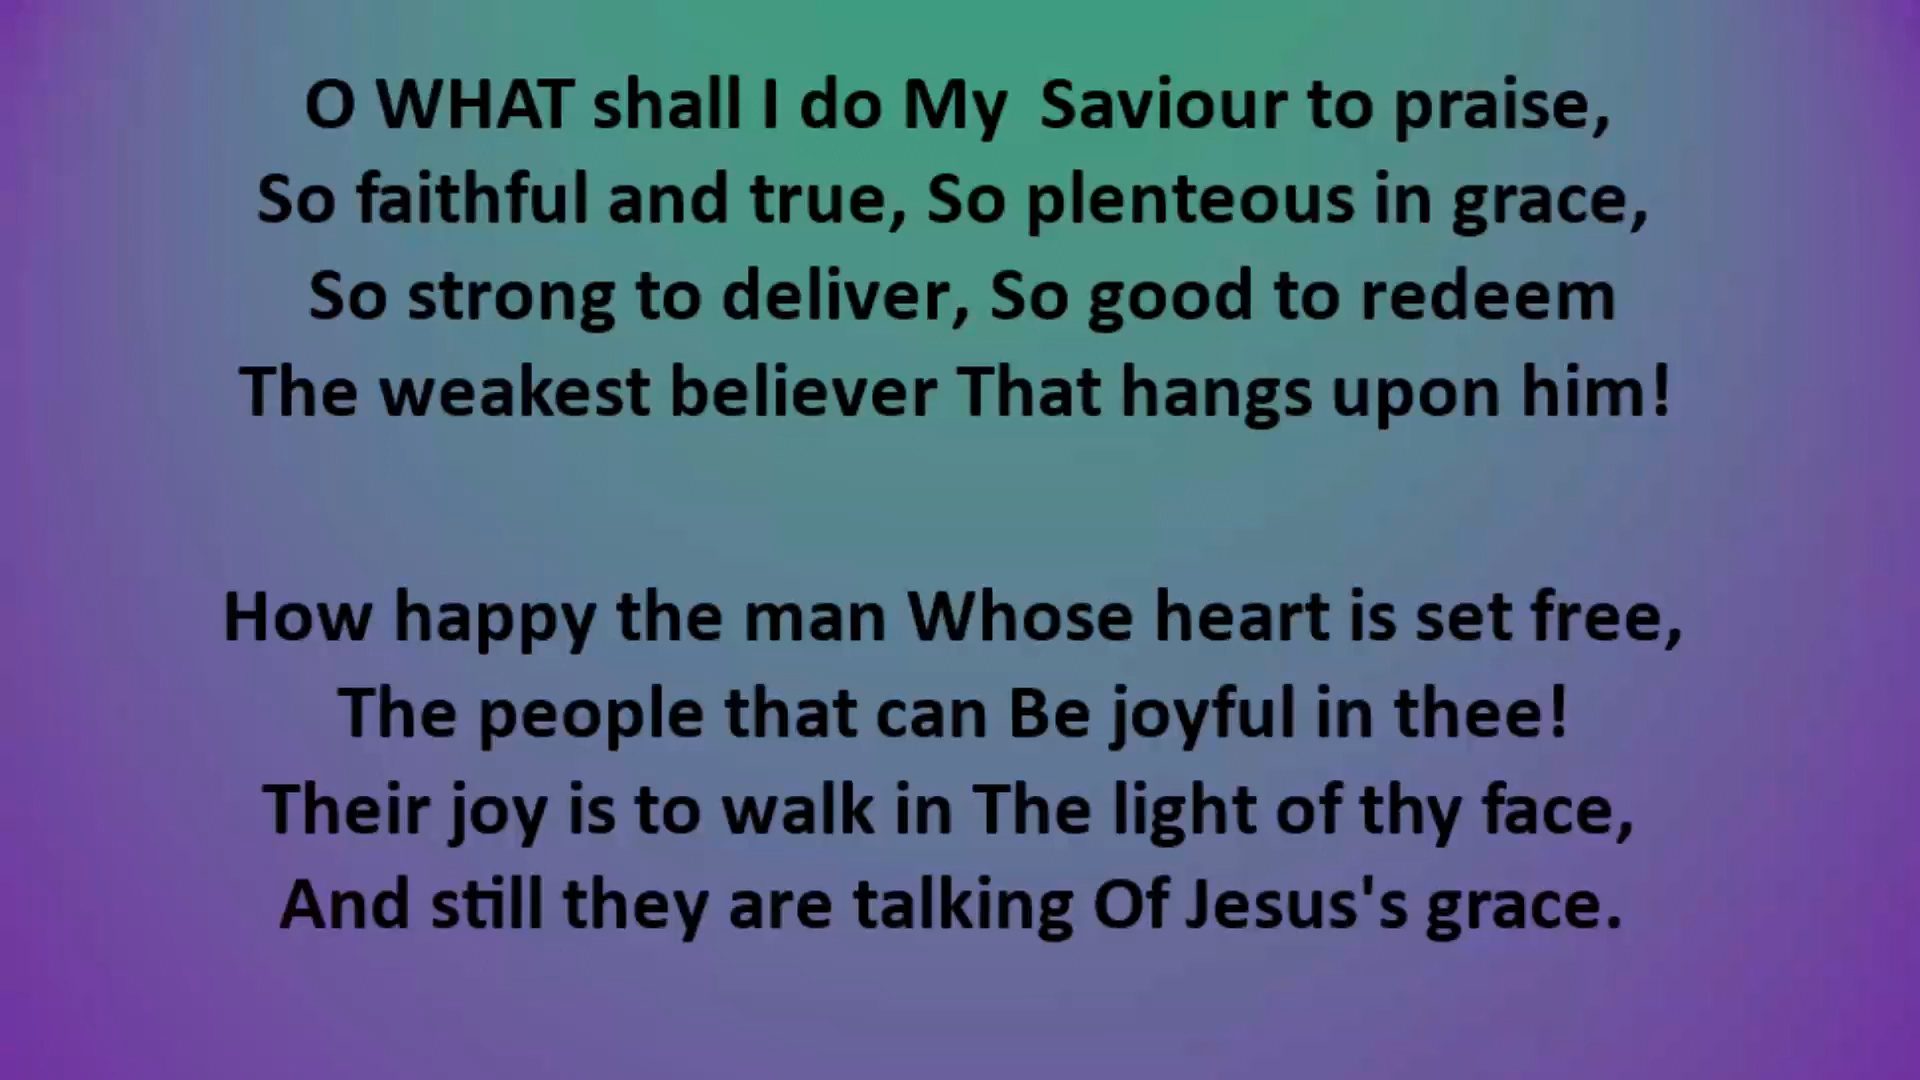 O WHAT shall I do My  Saviour to praise,
So faithful and true, So plenteous in grace,
So strong to deliver, So good to redeem
The weakest believer That hangs upon him!
How happy the man Whose heart is set free,
The people that can Be joyful in thee!
Their joy is to walk in The light of thy face,
And still they are talking Of Jesus's grace.